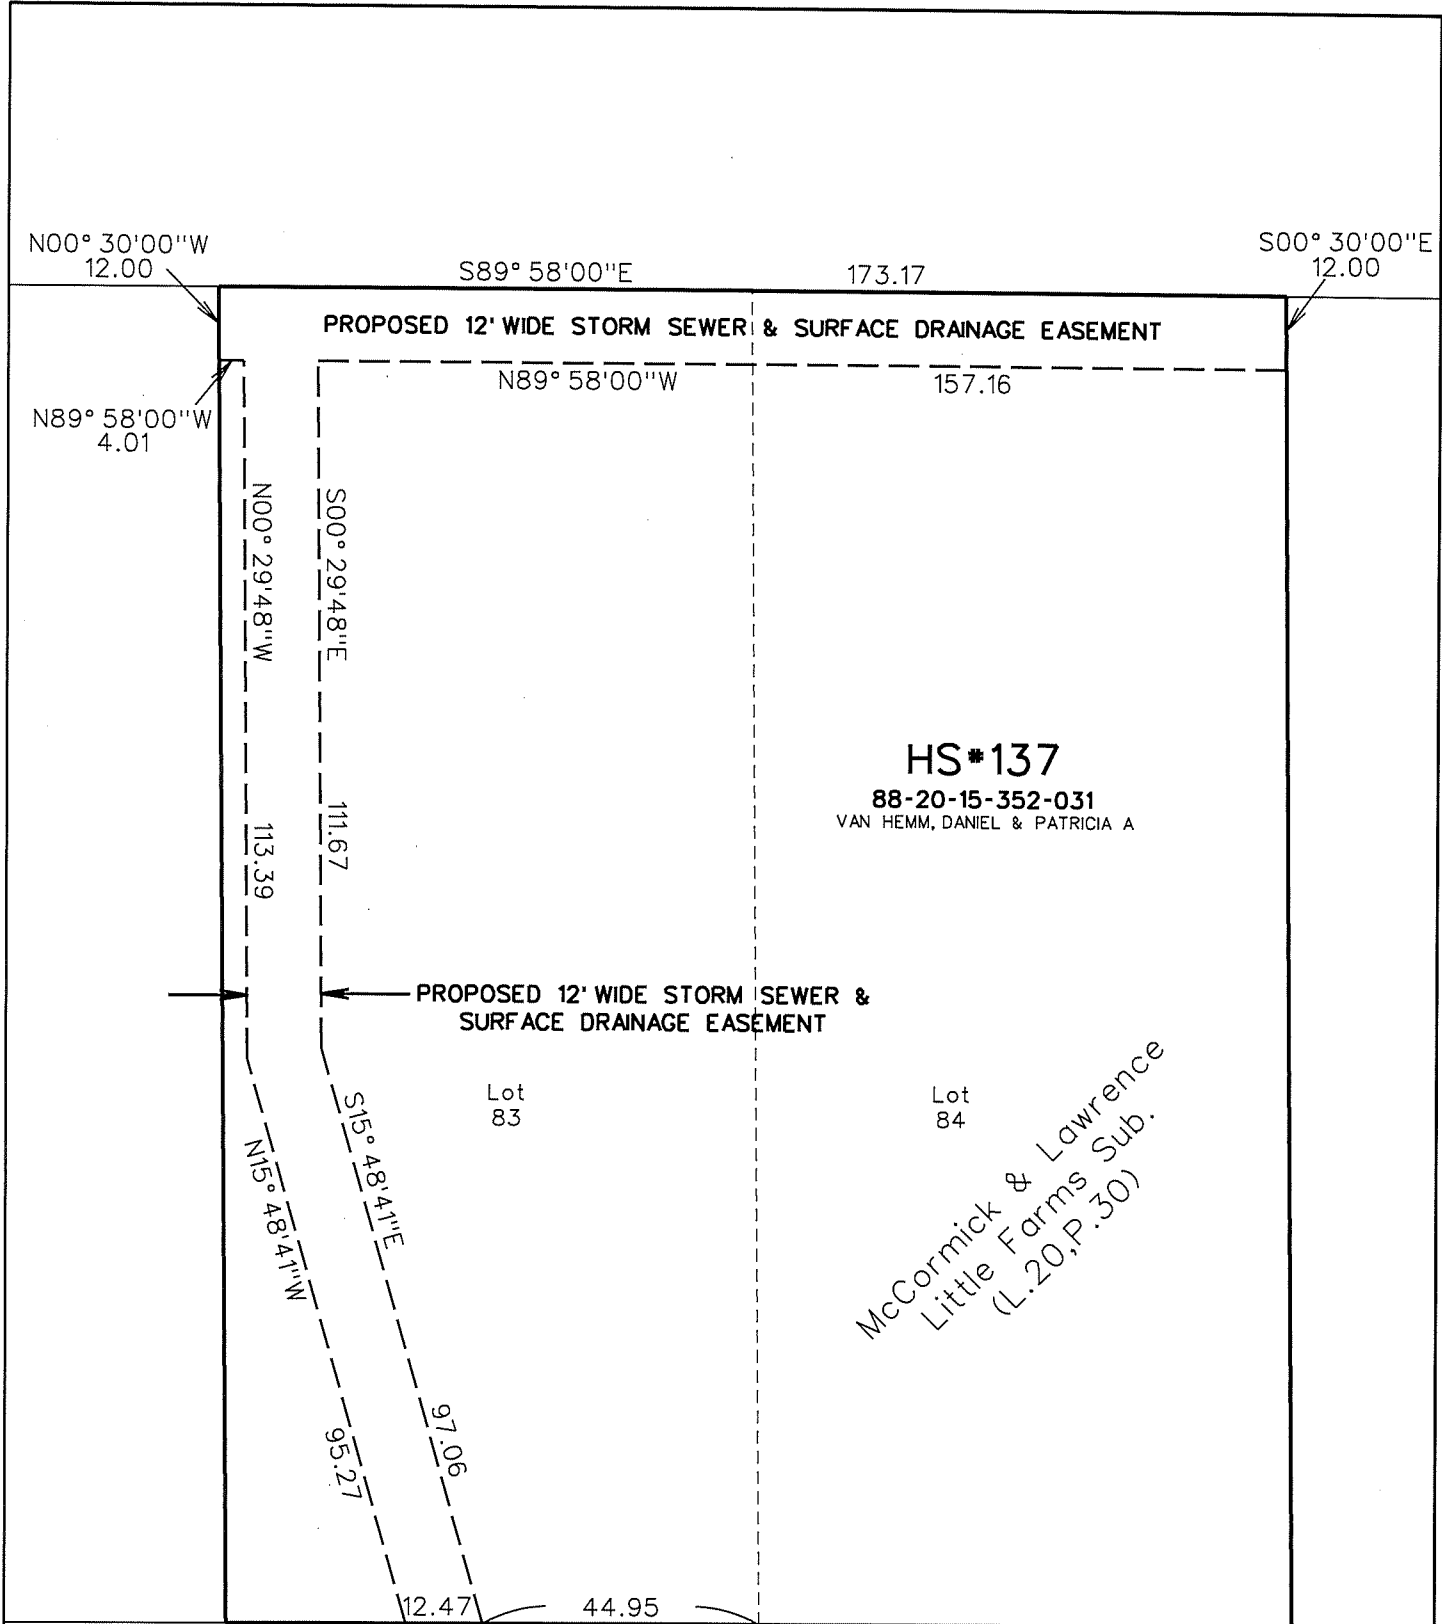 N00° 30'00"W
12.00
S89° 58'00"E 173.17
S00° 30'00"E
12.00
PROPOSED 12' WIDE STORM SEWER & SURFACE DRAINAGE EASEMENT
N89° 58'00"W 157.16
N89° 58'00"W
4.01
N00° 29'48"W 113.39
S00° 29'48"E 111.67
HS#137
88-20-15-352-031
VAN HEMM, DANIEL & PATRICIA A
PROPOSED 12' WIDE STORM SEWER &
SURFACE DRAINAGE EASEMENT
Lot
83
Lot
84
McCormick & Lawrence
Little Farms Sub.
(L.20,P.30)
N15° 48'41"W 95.27
S15° 48'41"E 97.06
12.47 44.95